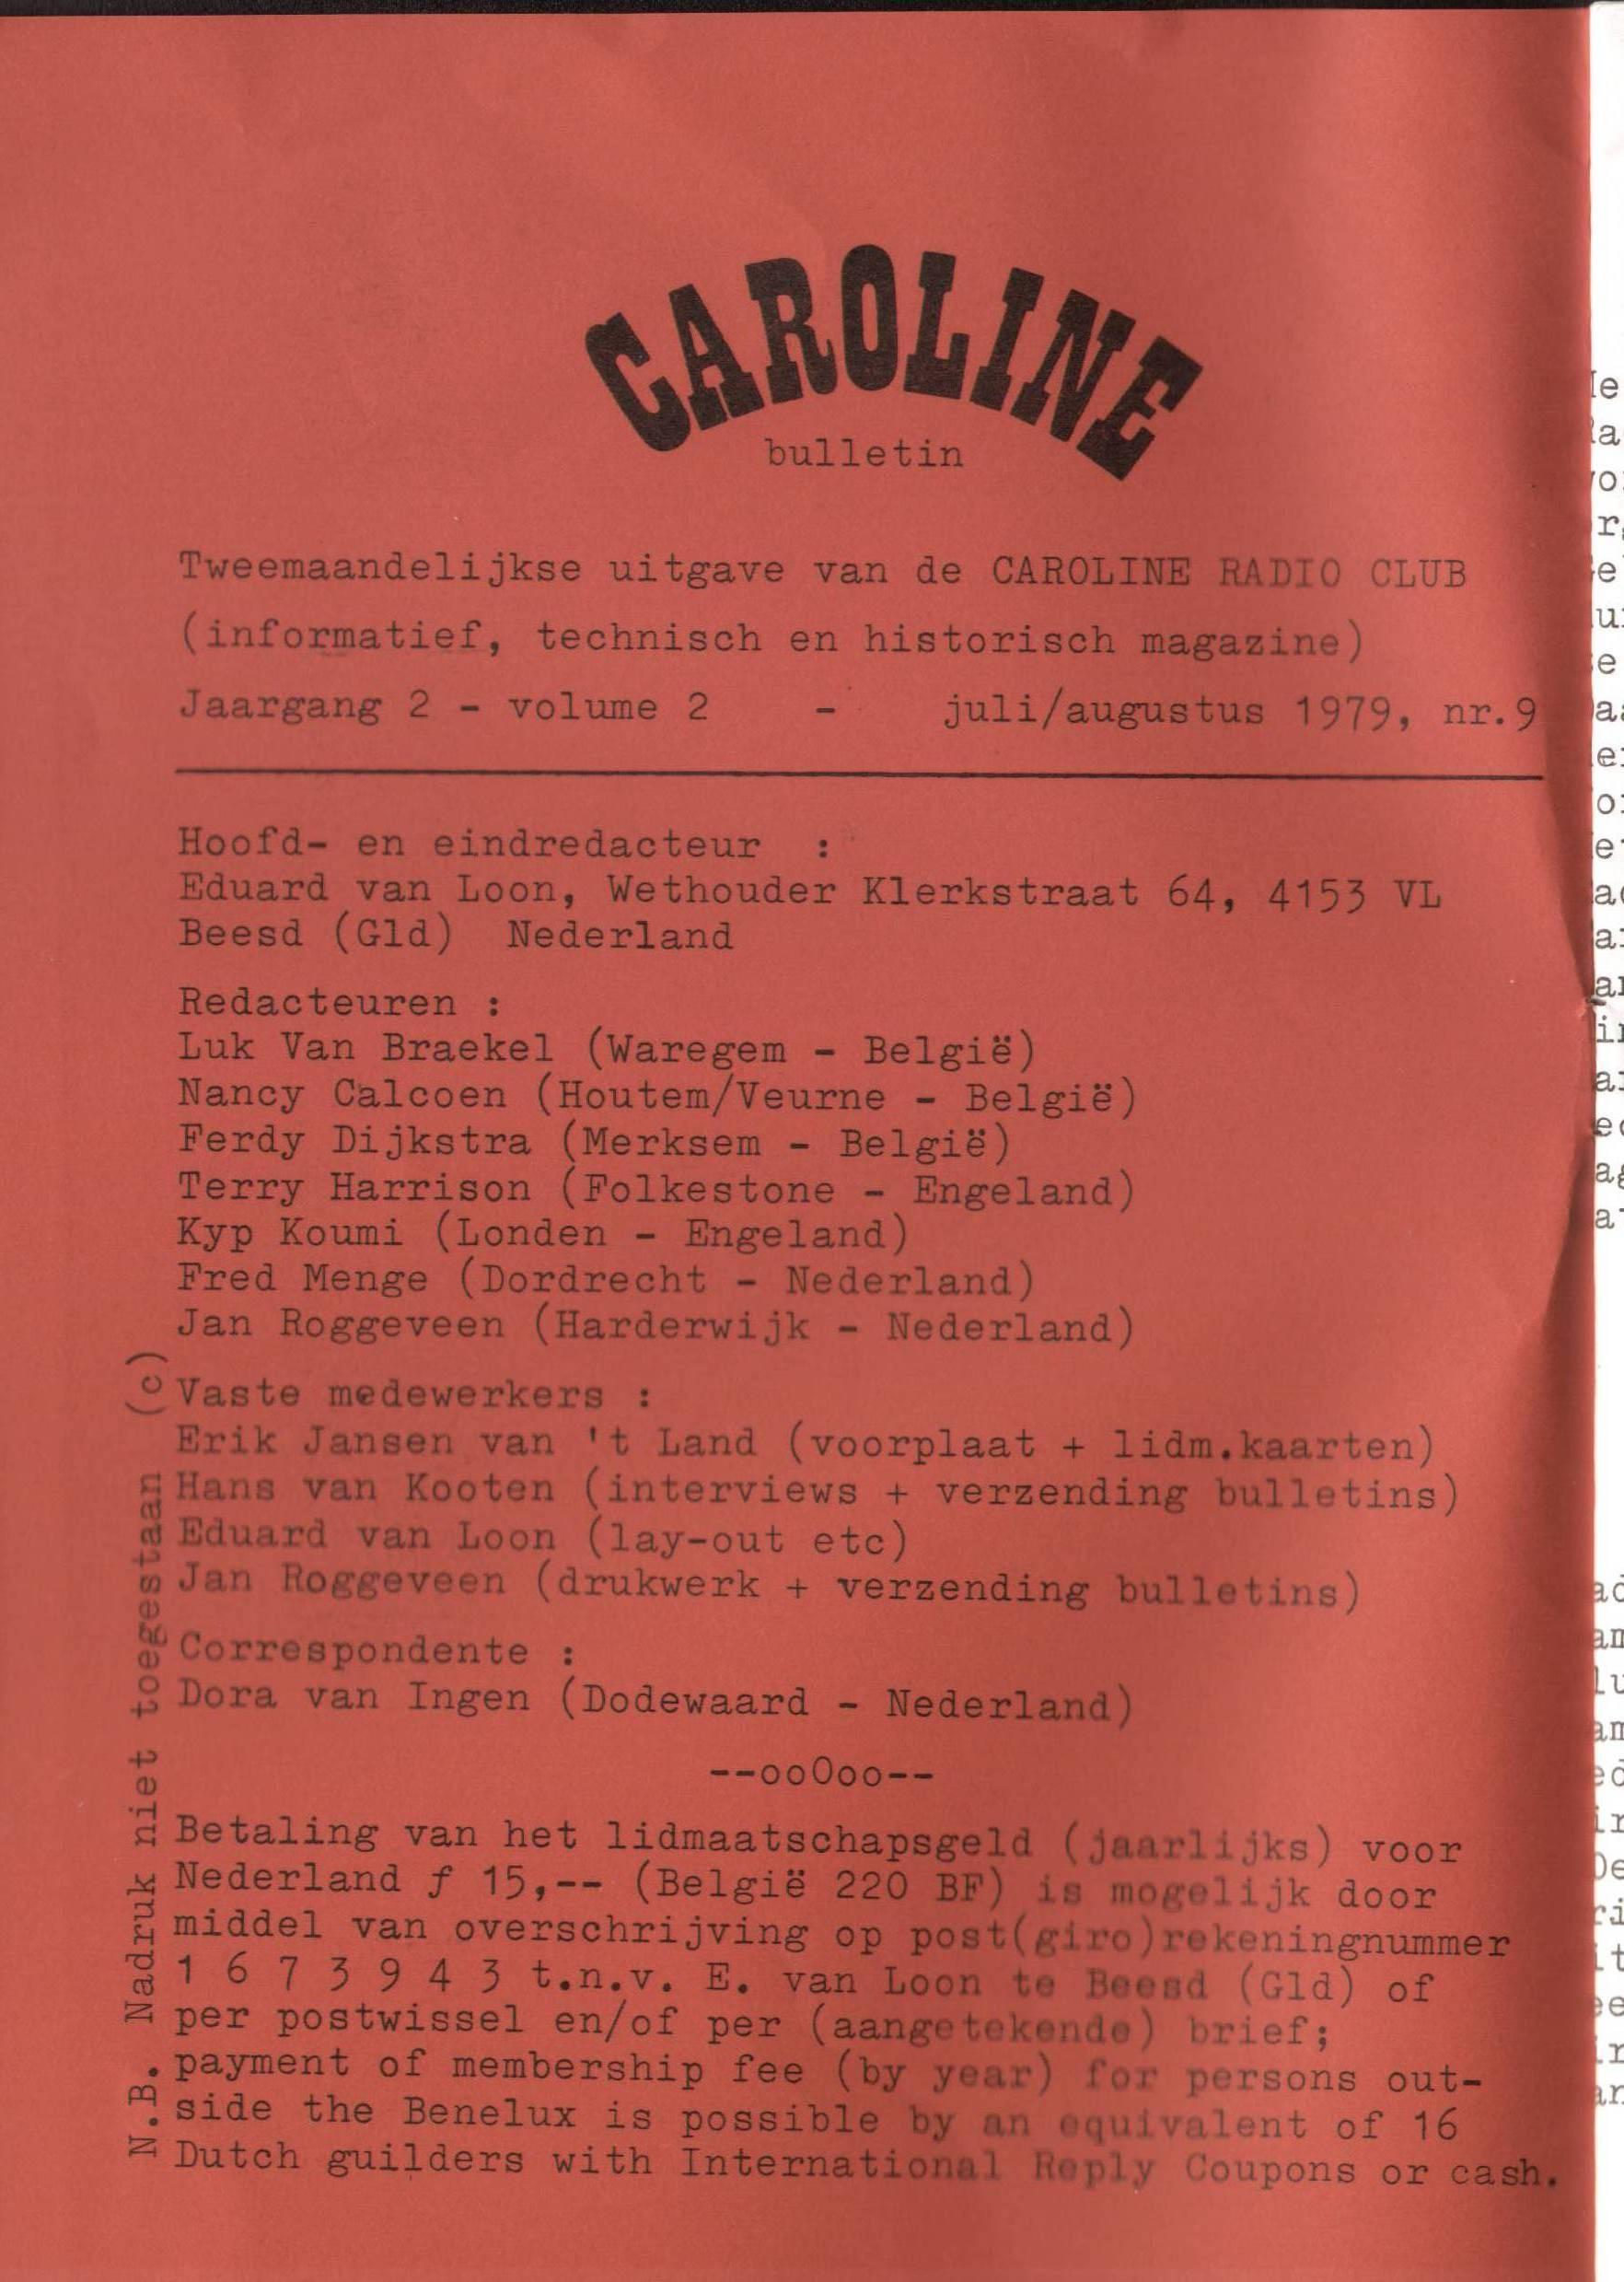 CAROLINE
bulletin
Tweemaandelijkse uitgave van de CAROLINE RADIO CLUB
(informatief, technisch en historisch magazine)
Jaargang 2 - volume 2 - juli/augustus 1979, nr.9
Hoofd- en eindredacteur :
Eduard van Loon, Wethouder Klerkstraat 64, 4153 VL
Beesd (Gld) Nederland
Redacteuren :
Luk Van Braekel (Waregem - België)
Nancy Calcoen (Houtem/Veurne - België)
Ferdy Dijkstra (Merksem - België)
Terry Harrison (Folkestone - Engeland)
Kyp Koumi (Londen - Engeland)
Fred Menge (Dordrecht - Nederland)
Jan Roggeveen (Harderwijk - Nederland)
Vaste medewerkers :
Erik Jansen van 't Land (voorplaat + lidm.kaarten)
Hans van Kooten (interviews + verzending bulletins)
Eduard van Loon (lay-out etc)
Jan Roggeveen (drukwerk + verzending bulletins)
Correspondente :
Dora van Ingen (Dodewaard - Nederland)
--ooOoo--
Betaling van het lidmaatschapsgeld (jaarlijks) voor
Nederland ƒ 15,-- (België 220 BF) is mogelijk door
middel van overschrijving op post(giro)rekeningnummer
1 6 7 3 9 4 3 t.n.v. E. van Loon te Beesd (Gld) of
per postwissel en/of per (aangetekende) brief;
payment of membership fee (by year) for persons out-
side the Benelux is possible by an equivalent of 16
Dutch guilders with International Reply Coupons or cash.
N.B. Nadruk niet toegestaan (c)